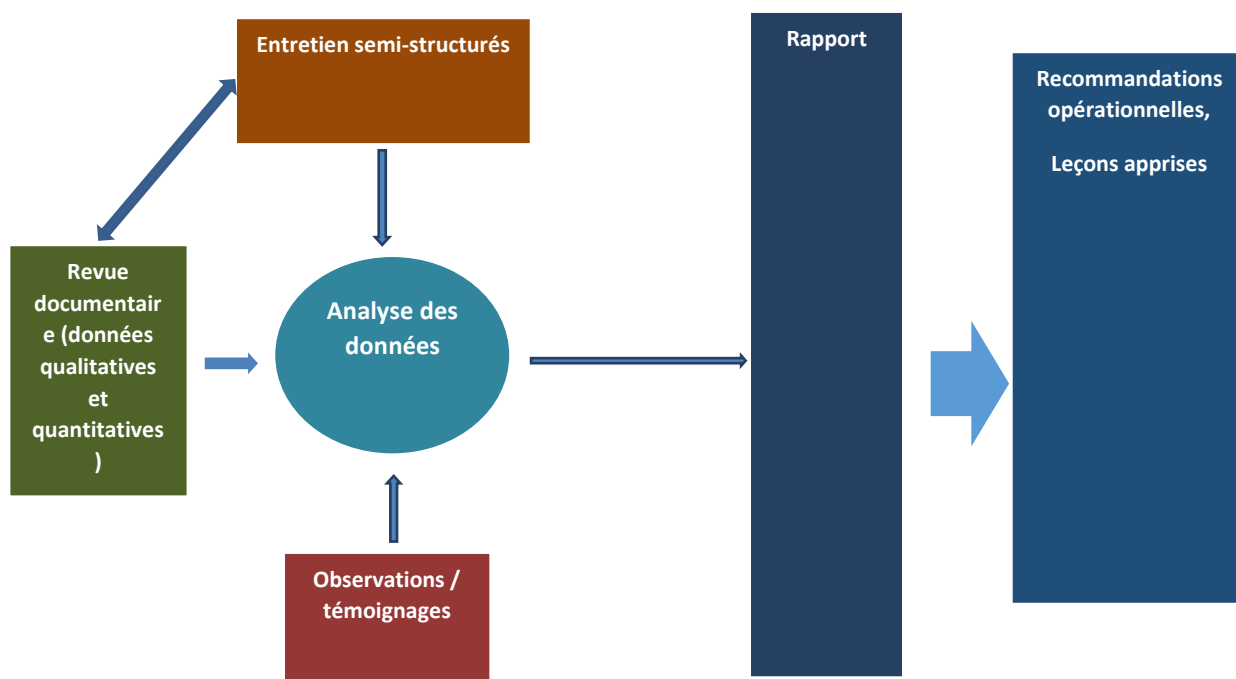 Entretien semi-structurés
Rapport
Recommandations
opérationnelles,
Leçons apprises
Revue
documentair
e (données
qualitatives
et
quantitatives
)
Analyse des
données
Observations /
témoignages